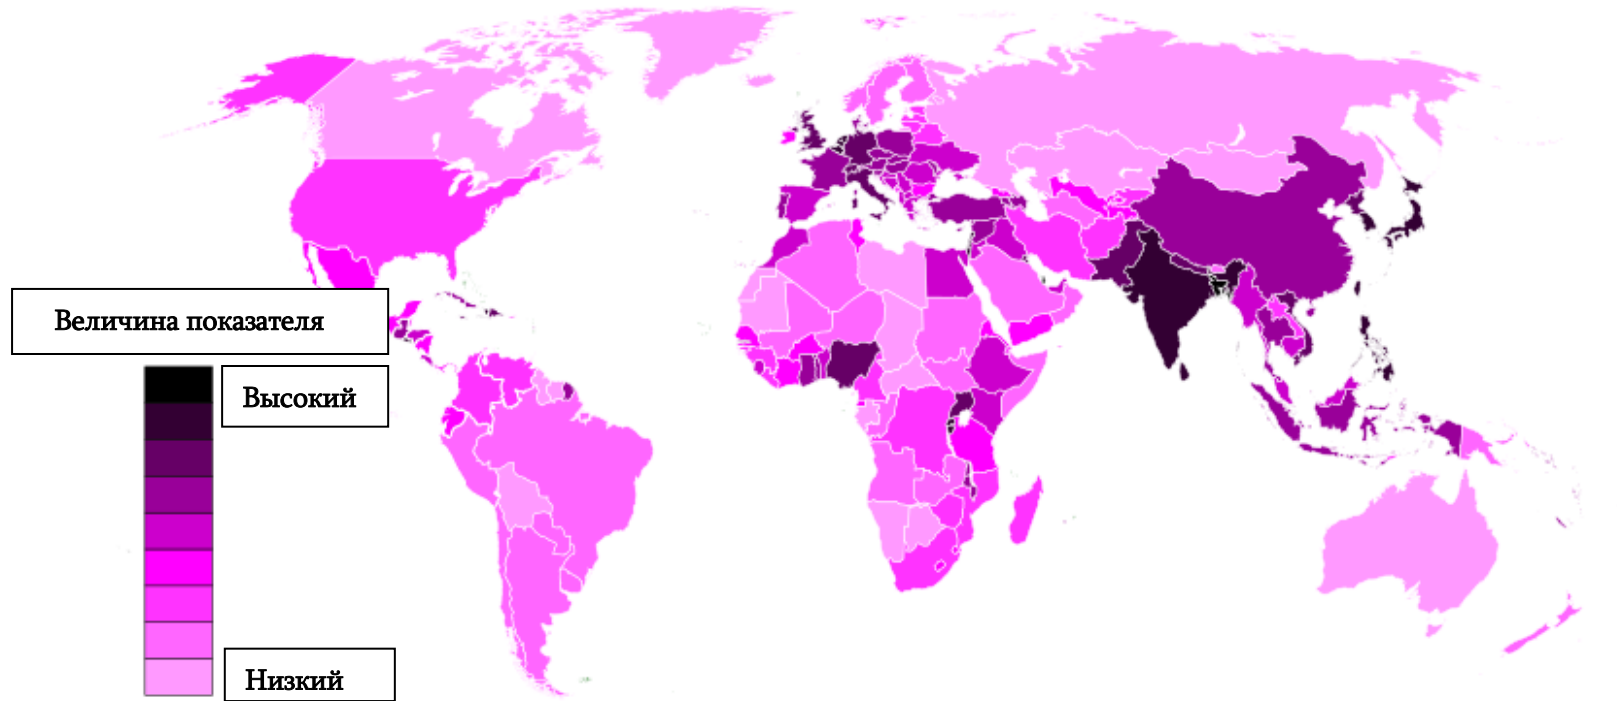 Величина показателя
Высокий
Низкий